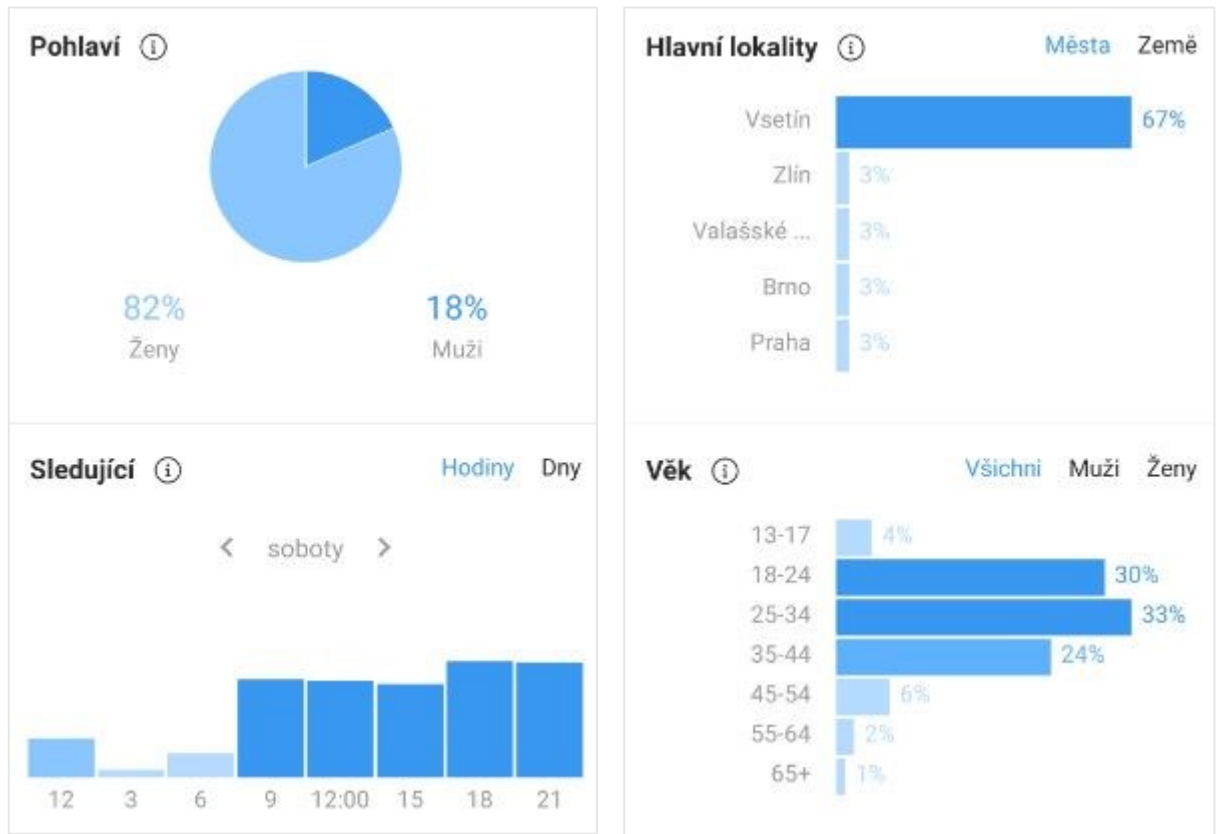 Pohlaví
82% 18%
Ženy Muži
Hlavní lokality Města Země
Vsetín 67%
Zlín 3%
Valašské ... 3%
Brno 3%
Praha 3%
Sledující Hodiny Dny
< soboty >
12 3 6 9 12:00 15 18 21
Věk Všichni Muži Ženy
13-17 4%
18-24 30%
25-34 33%
35-44 24%
45-54 6%
55-64 2%
65+ 1%